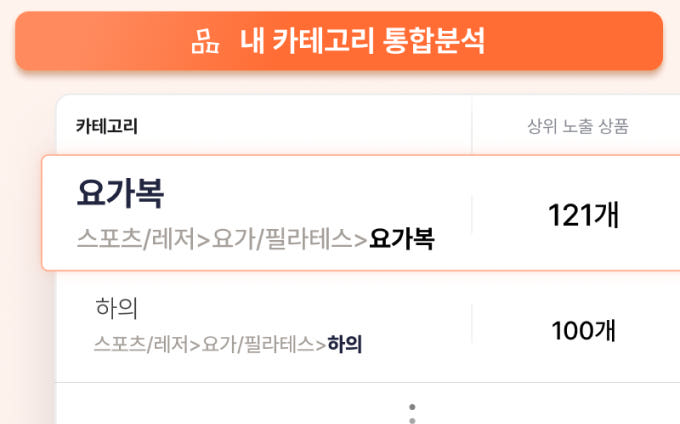 내 카테고리 통합분석
카테고리
상위 노출 상품
요가복
121개
스포츠/레저>요가/필라테스>요가복
하의
100개
스포츠/레저>요가/필라테스>하의